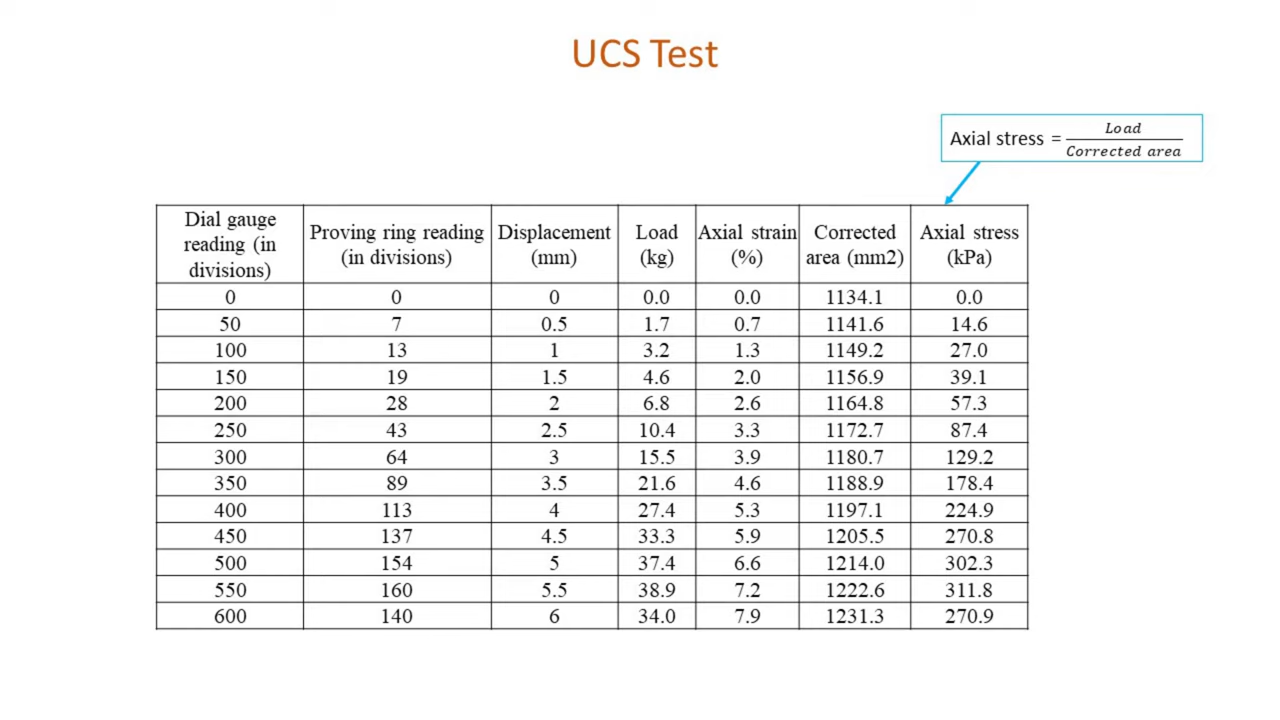 UCS Test
Axial stress = Load / Corrected area
Dial gauge reading (in divisions) Proving ring reading (in divisions) Displacement (mm) Load (kg) Axial strain (%) Corrected area (mm2) Axial stress (kPa)
0 0 0 0.0 0.0 1134.1 0.0
50 7 0.5 1.7 0.7 1141.6 14.6
100 13 1 3.2 1.3 1149.2 27.0
150 19 1.5 4.6 2.0 1156.9 39.1
200 28 2 6.8 2.6 1164.8 57.3
250 43 2.5 10.4 3.3 1172.7 87.4
300 64 3 15.5 3.9 1180.7 129.2
350 89 3.5 21.6 4.6 1188.9 178.4
400 113 4 27.4 5.3 1197.1 224.9
450 137 4.5 33.3 5.9 1205.5 270.8
500 154 5 37.4 6.6 1214.0 302.3
550 160 5.5 38.9 7.2 1222.6 311.8
600 140 6 34.0 7.9 1231.3 270.9